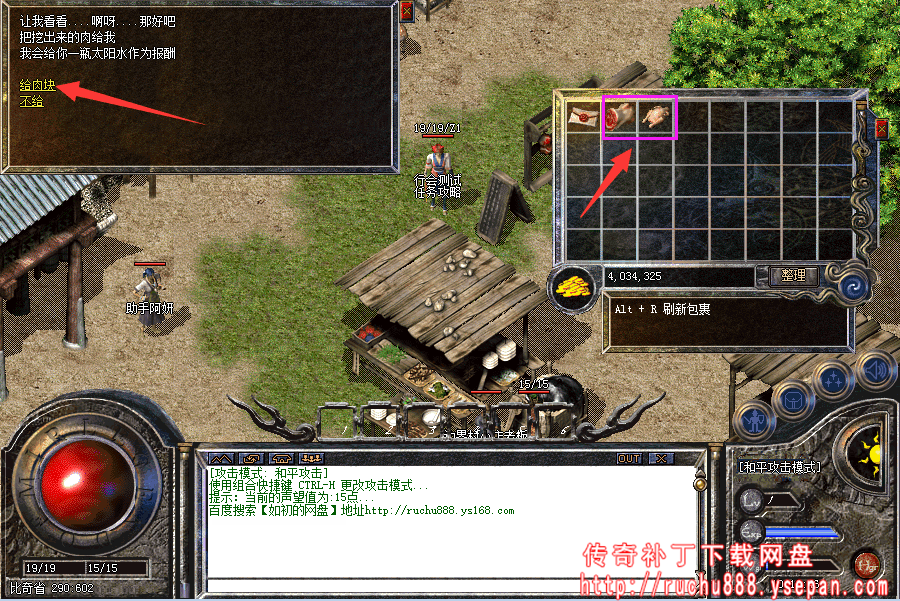 让我看看....啊呀....那好吧
把挖出来的肉给我
我会给你一瓶太阳水作为报酬
给卤块
不给
19/19/Z1
行会测试
任务攻略
助手阿妍
4,034,325
整理
Alt + R 刷新包裹
15/15
OUT
[攻击模式: 和平攻击]
使用组合快捷键 CTRL-H 更改攻击模式...
提示: 当前的声望值为:15点...
百度搜索【如初的网盘】地址http://ruchu888.ys168.com
[和平攻击模式]
19/19
15/15
比奇省 290:602
传奇补丁下载网盘
http://ruchu888.ysepan.com